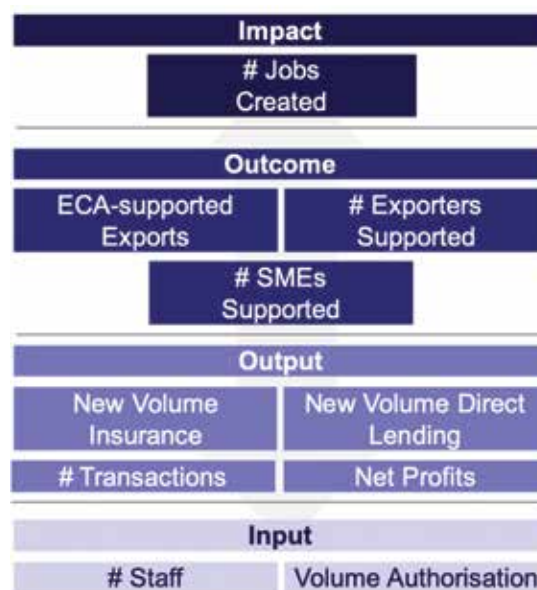 Impact
# Jobs
Created
Outcome
ECA-supported
Exports
# Exporters
Supported
# SMEs
Supported
Output
New Volume
Insurance
New Volume Direct
Lending
# Transactions
Net Profits
Input
# Staff
Volume Authorisation